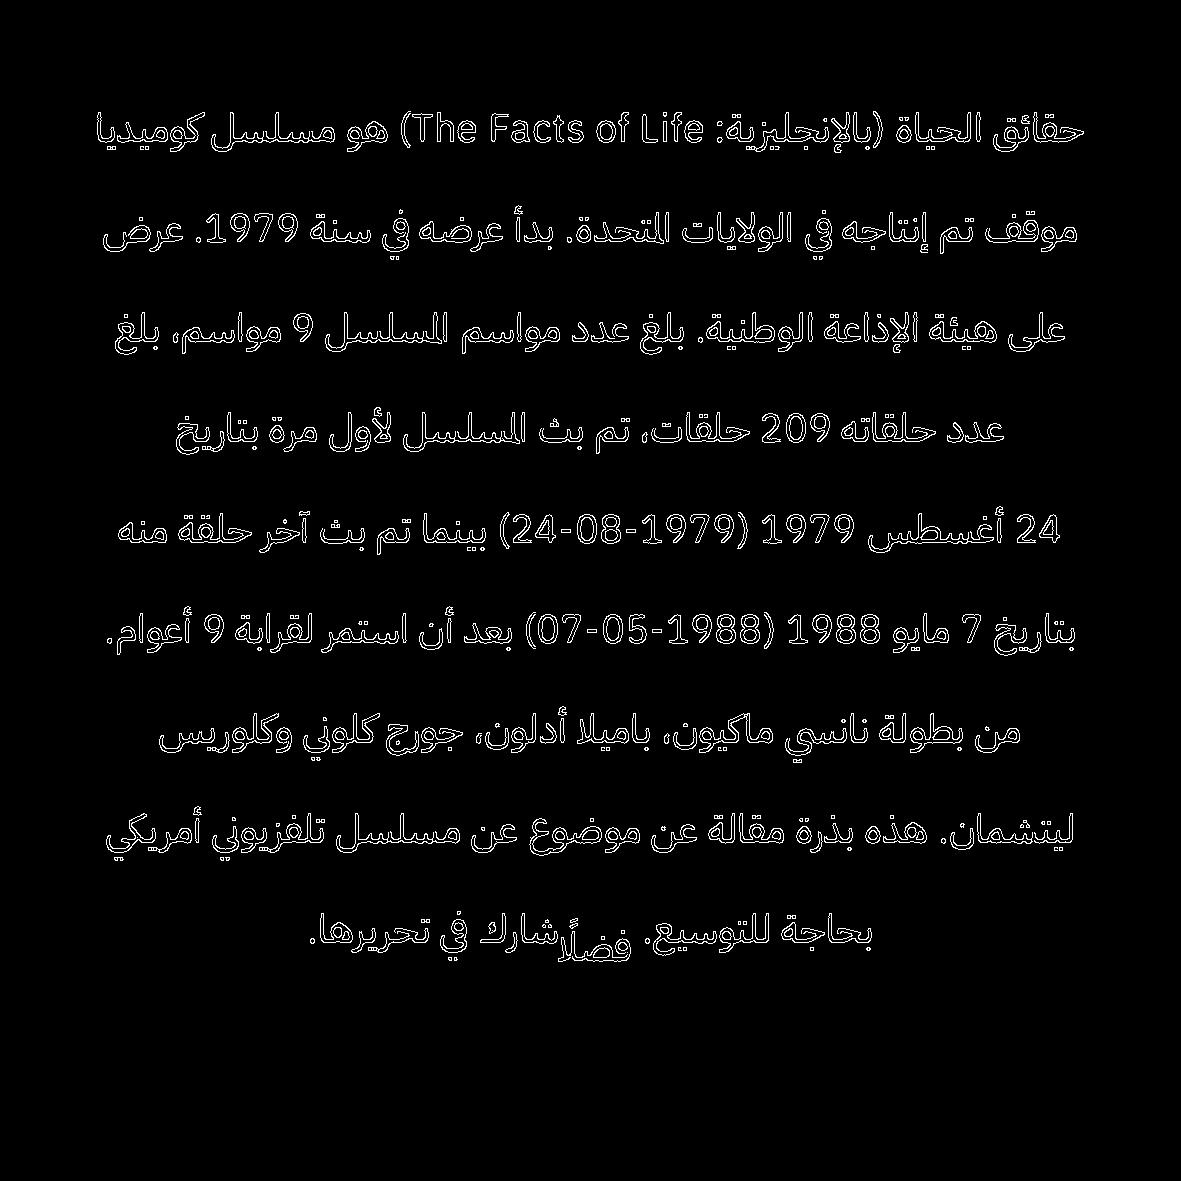 حقائق الحياة (بالإنجليزية: The Facts of Life) هو مسلسل كوميديا
موقف تم إنتاجه في الولايات المتحدة. بدأ عرضه في سنة 1979. عرض
على هيئة الإذاعة الوطنية. بلغ عدد مواسم المسلسل 9 مواسم، بلغ
عدد حلقاته 209 حلقات، تم بث المسلسل لأول مرة بتاريخ
24 أغسطس 1979 (1979-08-24) بينما تم بث آخر حلقة منه
بتاريخ 7 مايو 1988 (1988-05-07) بعد أن استمر لقرابة 9 أعوام.
من بطولة نانسي ماكيون، باميلا أدلون، جورج كلوني وكلوريس
ليتشمان. هذه بذرة مقالة عن موضوع عن مسلسل تلفزيوني أمريكي
بحاجة للتوسيع. فضلًا شارك في تحريرها.